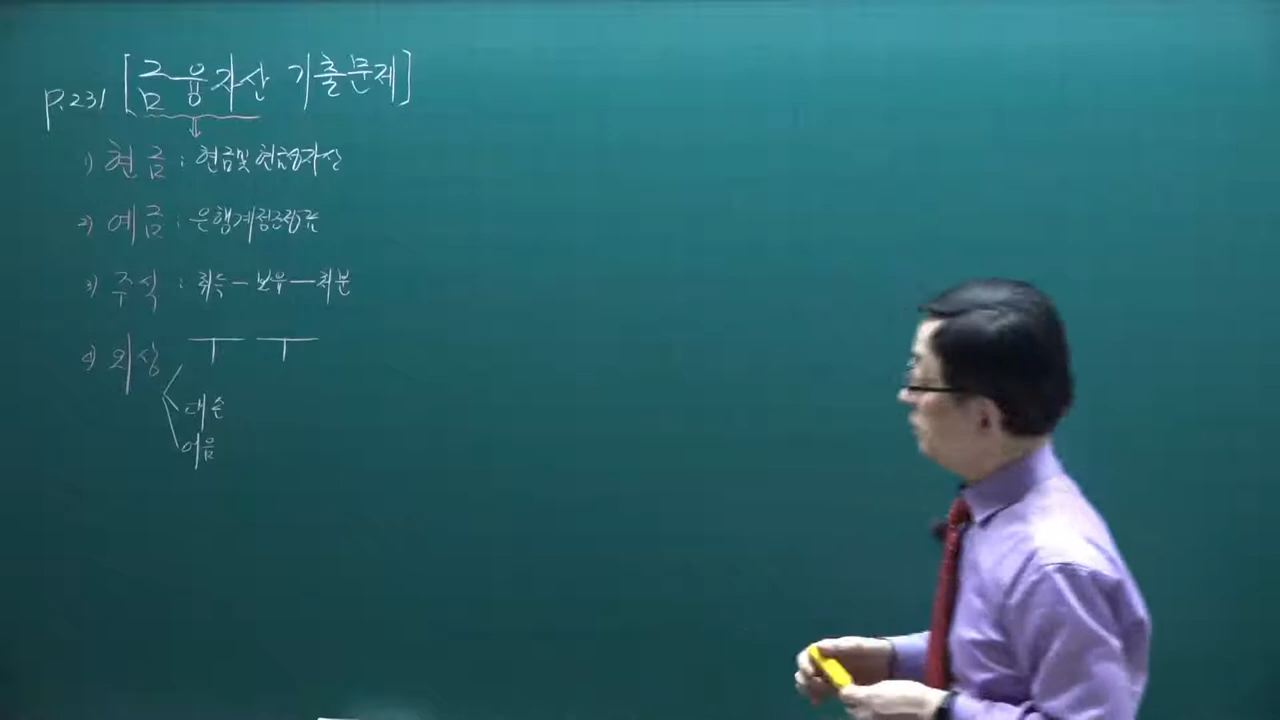 p.231 [금융자산 기출문제]
1) 현금 : 현금및현금성자산
2) 예금 : 은행계정조정표
3) 주식 : 취득 - 보유 - 처분
4) 외상
대손
어음